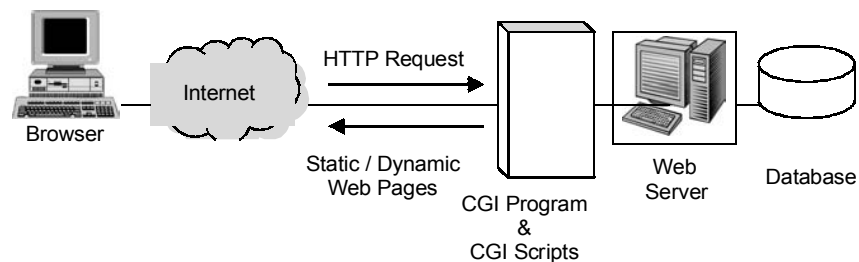 Browser
Internet
HTTP Request
Static / Dynamic
Web Pages
CGI Program
&
CGI Scripts
Web
Server
Database